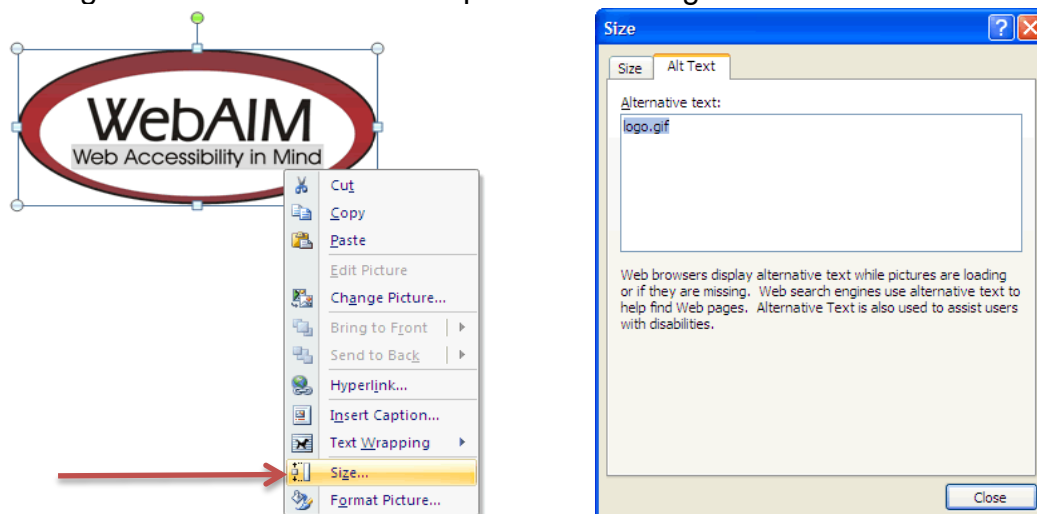 WebAIM
Web Accessibility in Mind
Cut
Copy
Paste
Edit Picture
Change Picture...
Bring to Front
Send to Back
Hyperlink...
Insert Caption...
Text Wrapping
Size...
Format Picture...
Size
Size
Alt Text
Alternative text:
logo.gif
Web browsers display alternative text while pictures are loading
or if they are missing. Web search engines use alternative text to
help find Web pages. Alternative Text is also used to assist users
with disabilities.
Close